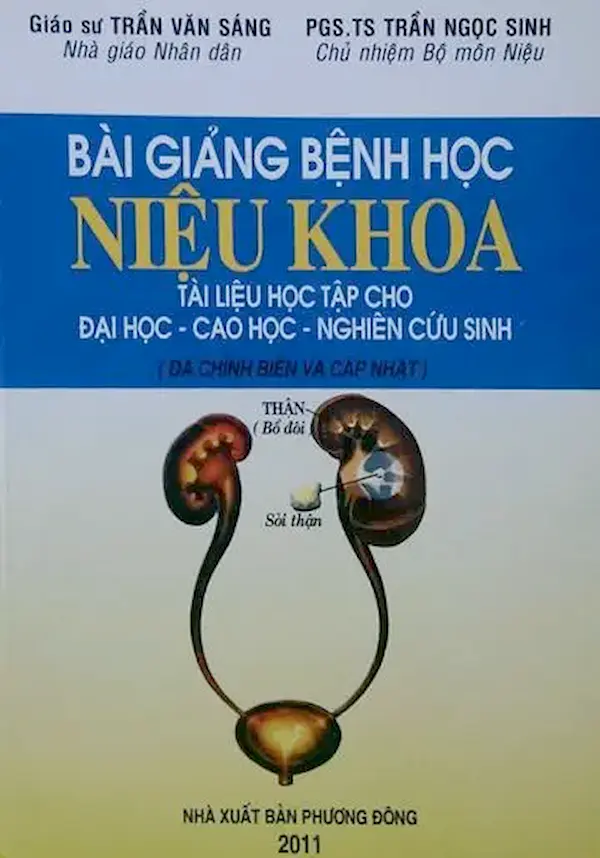 Giáo sư TRẦN VĂN SÁNG
Nhà giáo Nhân dân
PGS.TS TRẦN NGỌC SINH
Chủ nhiệm Bộ môn Niệu
BÀI GIẢNG BỆNH HỌC
NIỆU KHOA
TÀI LIỆU HỌC TẬP CHO
ĐẠI HỌC - CAO HỌC - NGHIÊN CỨU SINH
( ĐÃ CHỈNH BIÊN VÀ CẬP NHẬT )
THẬN
( Bổ đôi )
Sỏi thận
NHÀ XUẤT BẢN PHƯƠNG ĐÔNG
2011